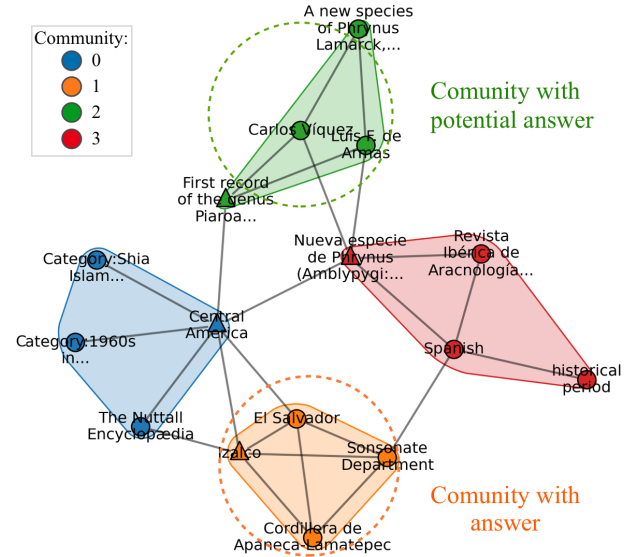 A new species
of Phrynus
Lamarck,...
Community:
0
1
2
3
Comunity with
potential answer
Carlos Víquez
Luis F. de
Armas
First record
of the genus
Piaroa...
Nueva especie
de Phrynus
(Amblypygi:...
Revista
Ibérica de
Aracnología...
Category:Shia
Islam...
Central
America
Category:1960s
in...
Spanish
historical
period
The Nuttall
Encyclopædia
El Salvador
Izalco
Sonsonate
Department
Comunity with
answer
Cordillera de
Apaneca-Lamatepec